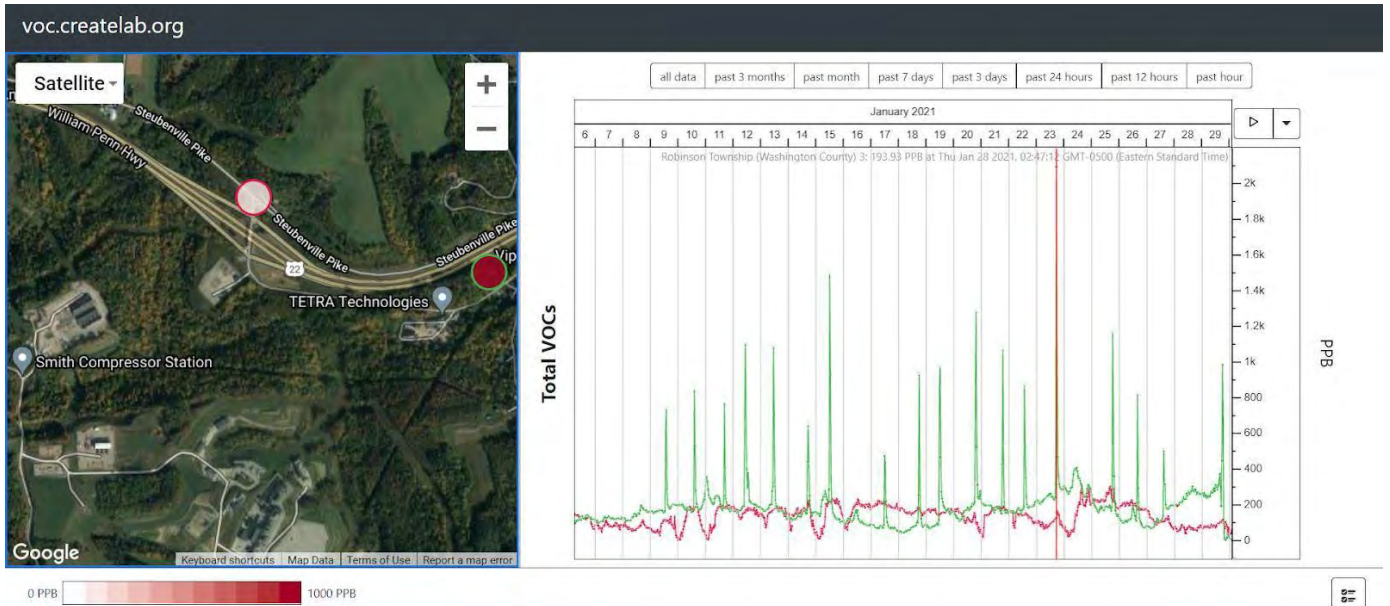 voc.createlab.org
Satellite
+
−
William Penn Hwy
Steubenville Pike
Steubenville Pike
Steubenville Pike
Vip
22
TETRA Technologies
Smith Compressor Station
Google
Keyboard shortcuts Map Data Terms of Use Report a map error
0 PPB 1000 PPB
all data past 3 months past month past 7 days past 3 days past 24 hours past 12 hours past hour
January 2021
6 7 8 9 10 11 12 13 14 15 16 17 18 19 20 21 22 23 24 25 26 27 28 29
Robinson Township (Washington County) 3: 193.93 PPB at Thu Jan 28 2021, 02:47:12 GMT-0500 (Eastern Standard Time)
Total VOCs
2k
1.8k
1.6k
1.4k
1.2k
1k
800
600
400
200
0
PPB